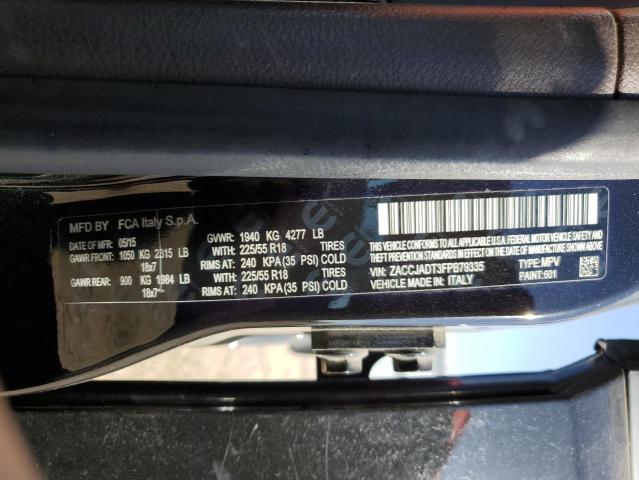 MFD BY FCA Italy S.p.A.
DATE OF MFR 05/15 GVWR: 1940 KG 4277 LB
GAWR FRONT: 1050 KG 2315 LB WITH: 225/55 R18 TIRES
18x7 RIMS AT: 240 KPA (35 PSI) COLD
GAWR REAR: 900 KG 1984 LB WITH: 225/55 R18 TIRES
18x7 RIMS AT: 240 KPA (35 PSI) COLD
THIS VEHICLE CONFORMS TO ALL APPLICABLE U.S.A. FEDERAL MOTOR VEHICLE SAFETY, BUMPER AND THEFT
PREVENTION STANDARDS IN EFFECT ON THE DATE OF MANUFACTURE SHOWN ABOVE
VIN: ZACCJADT3FPB79335 TYPE: MPV
VEHICLE MADE IN: ITALY PAINT: 601